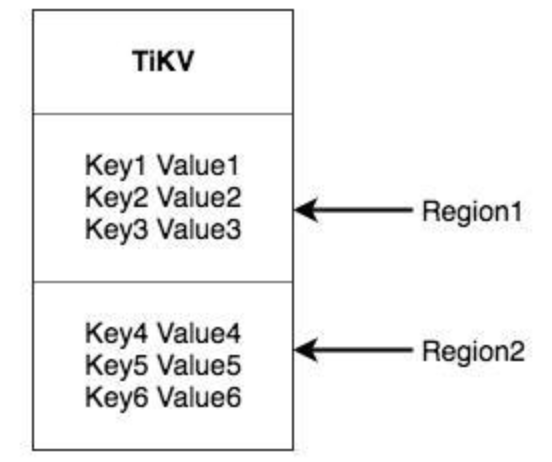 TiKV
Key1 Value1
Key2 Value2
Key3 Value3
Region1
Key4 Value4
Key5 Value5
Key6 Value6
Region2